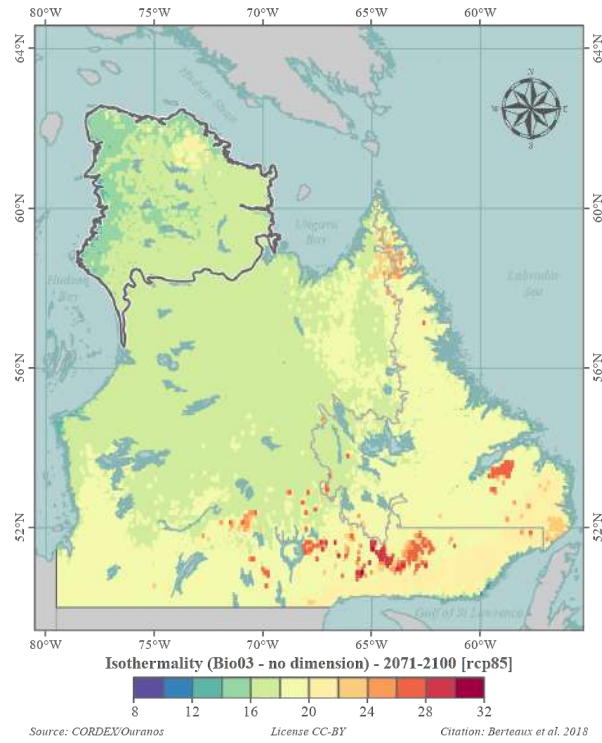 80°W 75°W 70°W 65°W 60°W
64°N 64°N
Hudson Strait
N
W E
S
60°N 60°N
Ungava
Bay
Hudson
Bay
Labrador
Sea
56°N 56°N
52°N 52°N
Gulf of St Lawrence
80°W 75°W 70°W 65°W 60°W
Isothermality (Bio03 - no dimension) - 2071-2100 [rcp85]
8 12 16 20 24 28 32
Source: CORDEX/Ouranos License CC-BY Citation: Berteaux et al. 2018